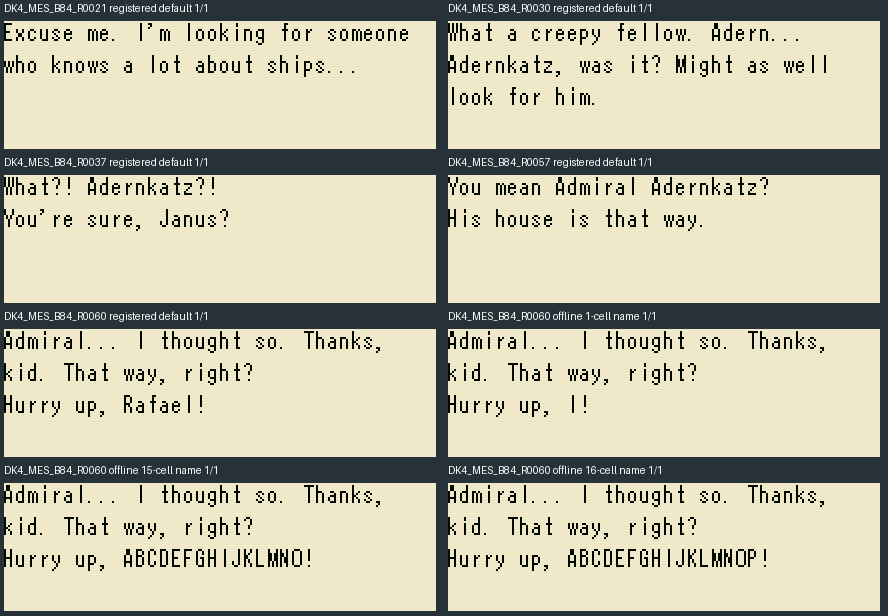 DK4_MES_B84_R0021 registered default 1/1
Excuse me. I'm looking for someone
who knows a lot about ships...
DK4_MES_B84_R0030 registered default 1/1
What a creepy fellow. Adern...
Adernkatz, was it? Might as well
look for him.
DK4_MES_B84_R0037 registered default 1/1
What?! Adernkatz?!
You're sure, Janus?
DK4_MES_B84_R0057 registered default 1/1
You mean Admiral Adernkatz?
His house is that way.
DK4_MES_B84_R0060 registered default 1/1
Admiral... I thought so. Thanks,
kid. That way, right?
Hurry up, Rafael!
DK4_MES_B84_R0060 offline 1-cell name 1/1
Admiral... I thought so. Thanks,
kid. That way, right?
Hurry up, I!
DK4_MES_B84_R0060 offline 15-cell name 1/1
Admiral... I thought so. Thanks,
kid. That way, right?
Hurry up, ABCDEFGHIJKLMNO!
DK4_MES_B84_R0060 offline 16-cell name 1/1
Admiral... I thought so. Thanks,
kid. That way, right?
Hurry up, ABCDEFGHIJKLMNOP!